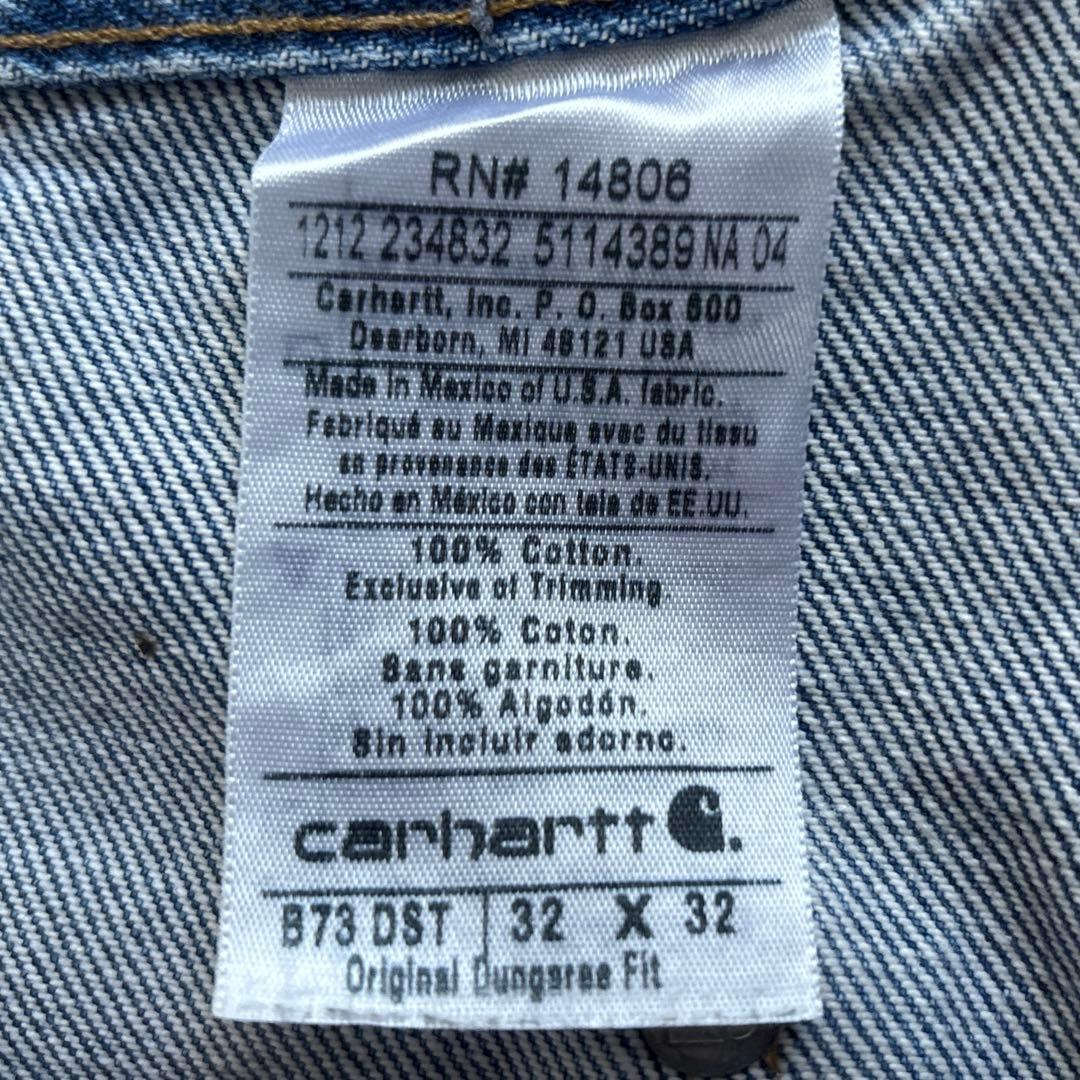 RN# 14806
1212 234832 5114389 NA 04
Carhartt, Inc. P. O. Box 600
Dearborn, MI 48121 USA
Made in Mexico of U.S.A. fabric.
Fabriqué au Mexique avec du tissu
en provenance des ÉTATS-UNIS.
Hecho en México con tela de EE.UU.
100% Cotton.
Exclusive of Trimming.
100% Coton.
Sans garniture.
100% Algodón.
Sin incluir adorno.
carhartt
B73 DST 32 X 32
Original Dungaree Fit